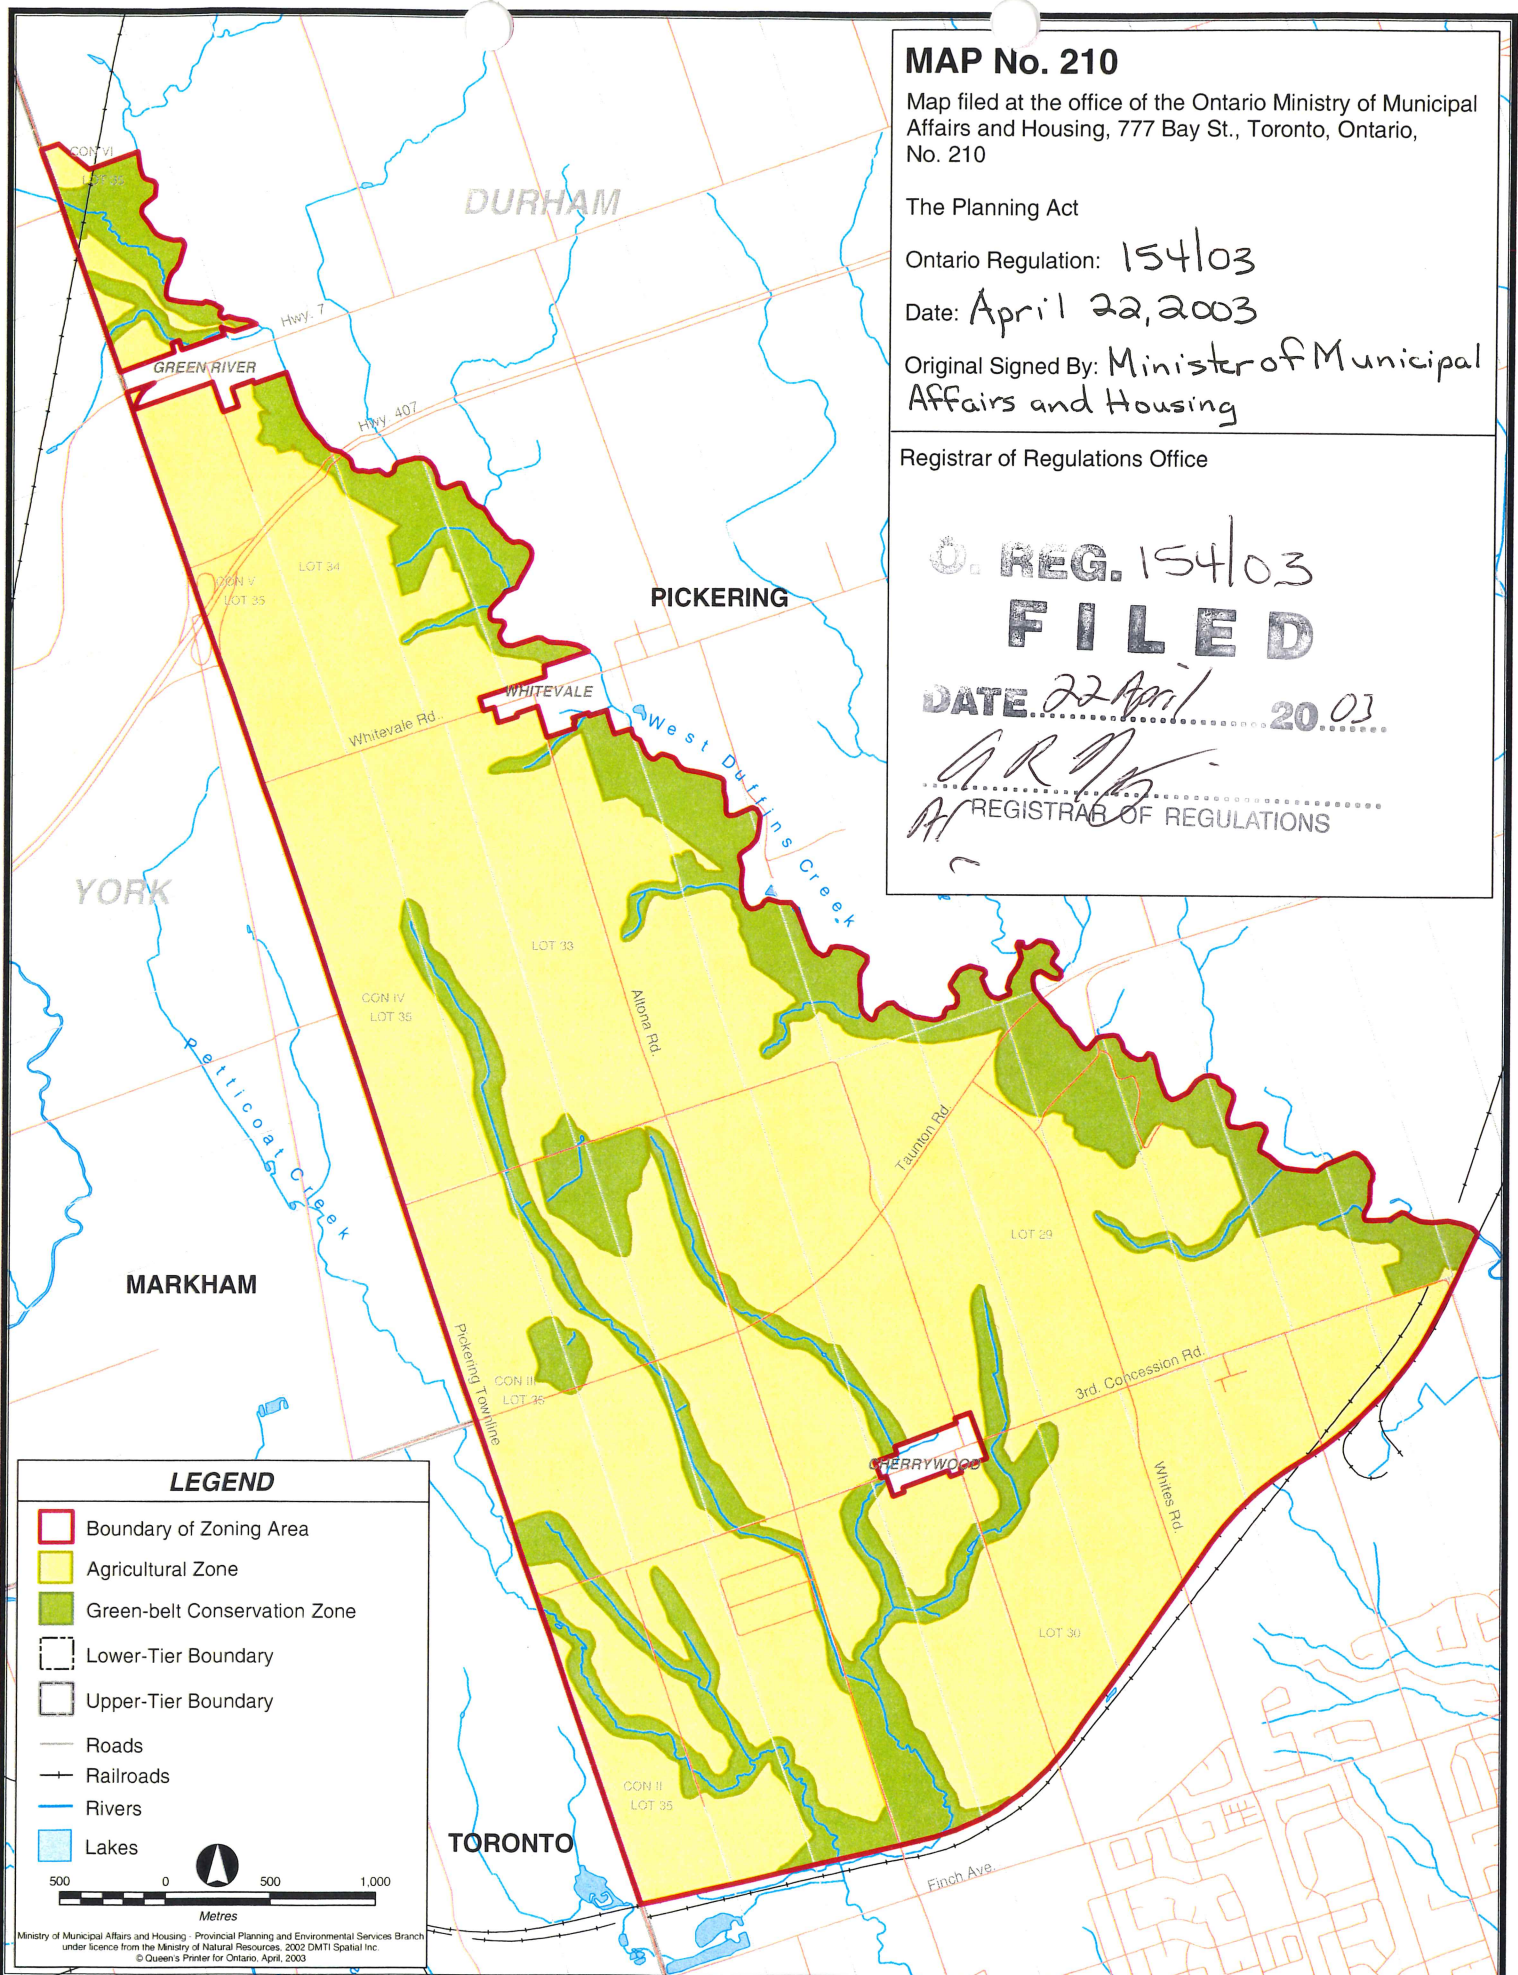 MAP No. 210
Map filed at the office of the Ontario Ministry of Municipal
Affairs and Housing, 777 Bay St., Toronto, Ontario,
No. 210
The Planning Act
Ontario Regulation: 154/03
Date: April 22, 2003
Original Signed By: Minister of Municipal
Affairs and Housing
Registrar of Regulations Office
O. REG. 154/03
FILED
DATE 22 April 20 03
REGISTRAR OF REGULATIONS
CON VI
LOT 35
DURHAM
Hwy. 7
GREEN RIVER
Hwy. 407
LOT 34
CON V
LOT 35
PICKERING
WHITEVALE
Whitevale Rd.
West Duffins Creek
YORK
LOT 33
CON IV
LOT 35
Altona Rd.
Petticoat Creek
Taunton Rd
LOT 29
MARKHAM
Pickering Townline
CON III
LOT 35
3rd. Concession Rd.
CHERRYWOOD
Whites Rd.
LOT 30
CON II
LOT 35
TORONTO
Finch Ave.
LEGEND
Boundary of Zoning Area
Agricultural Zone
Green-belt Conservation Zone
Lower-Tier Boundary
Upper-Tier Boundary
Roads
Railroads
Rivers
Lakes
500 0 500 1,000
Metres
Ministry of Municipal Affairs and Housing - Provincial Planning and Environmental Services Branch
under licence from the Ministry of Natural Resources, 2002 DMTI Spatial Inc.
© Queen's Printer for Ontario, April, 2003